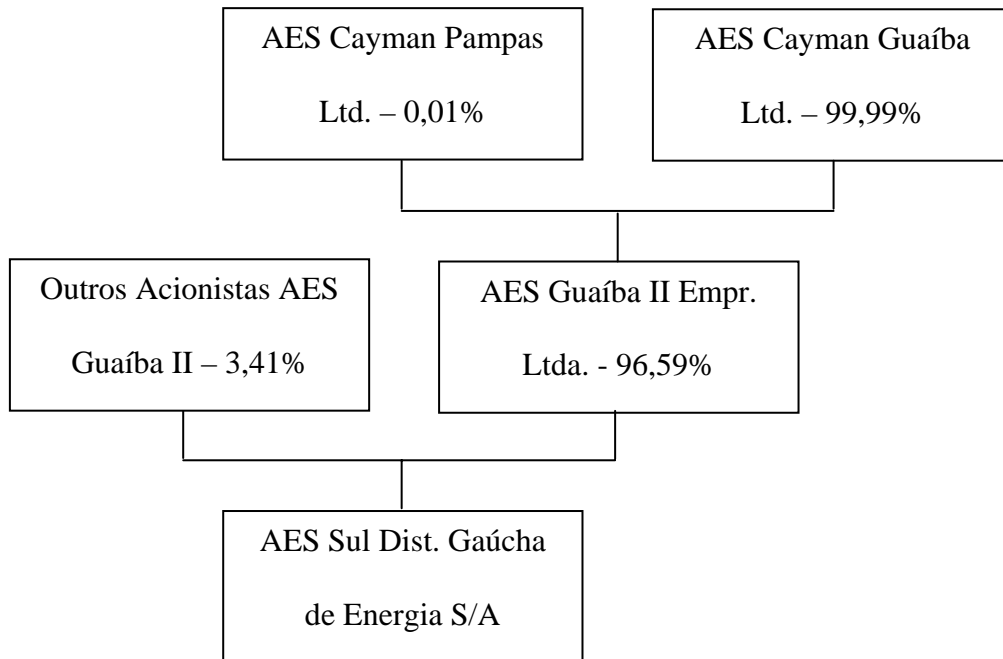 AES Cayman Pampas
Ltd. – 0,01%
AES Cayman Guaíba
Ltd. – 99,99%
Outros Acionistas AES
Guaíba II – 3,41%
AES Guaíba II Empr.
Ltda. - 96,59%
AES Sul Dist. Gaúcha
de Energia S/A